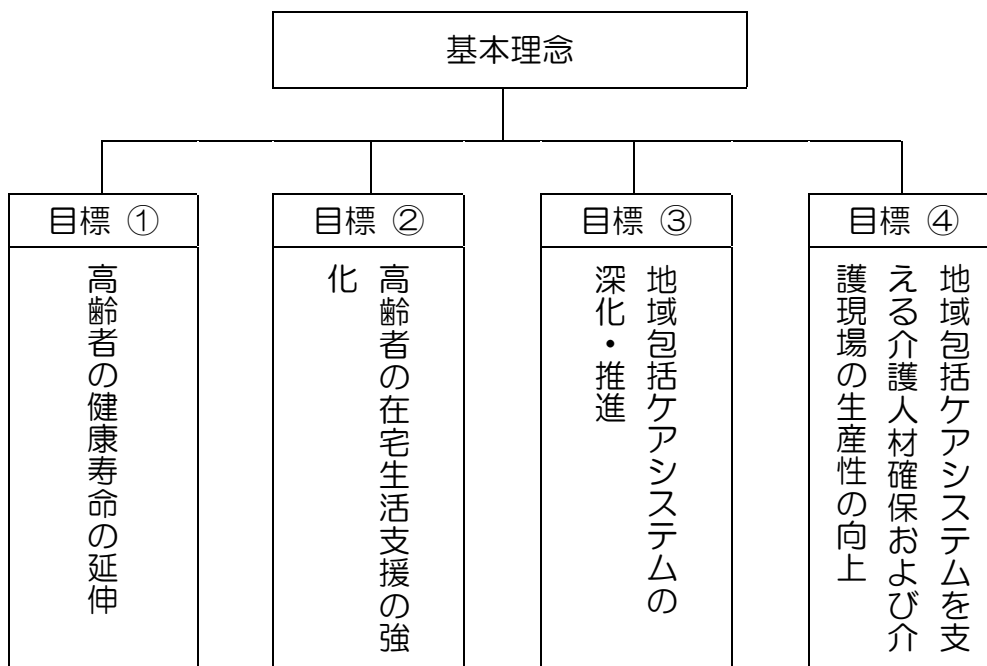 基本理念
目標 ①
高齢者の健康寿命の延伸
目標 ②
高齢者の在宅生活支援の強
化
目標 ③
地域包括ケアシステムの
深化・推進
目標 ④
地域包括ケアシステムを支
える介護人材確保および介
護現場の生産性の向上